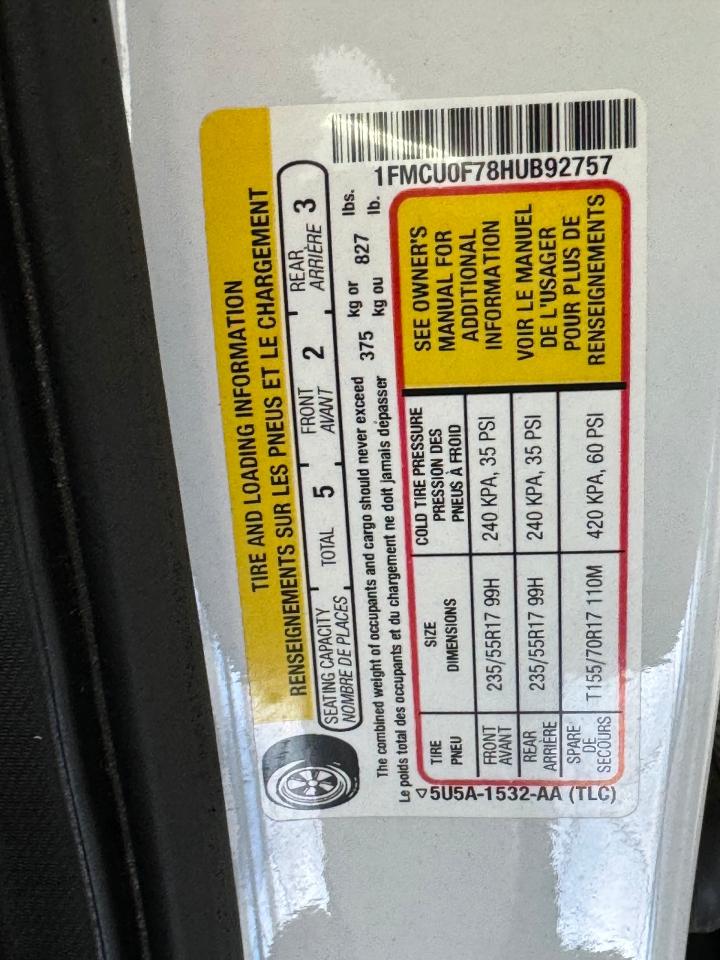 1FMCU0F78HUB92757
TIRE AND LOADING INFORMATION
RENSEIGNEMENTS SUR LES PNEUS ET LE CHARGEMENT
SEATING CAPACITY TOTAL 5 FRONT 2 REAR 3
NOMBRE DE PLACES AVANT ARRIÈRE
The combined weight of occupants and cargo should never exceed 375 kg or 827 lbs.
Le poids total des occupants et du chargement ne doit jamais dépasser kg ou lb.
TIRE SIZE COLD TIRE PRESSURE
PNEU DIMENSIONS PRESSION DES
PNEUS À FROID
FRONT 235/55R17 99H 240 KPA, 35 PSI
AVANT
REAR 235/55R17 99H 240 KPA, 35 PSI
ARRIÈRE
SPARE T155/70R17 110M 420 KPA, 60 PSI
DE
SECOURS
SEE OWNER'S
MANUAL FOR
ADDITIONAL
INFORMATION
VOIR LE MANUEL
DE L'USAGER
POUR PLUS DE
RENSEIGNEMENTS
5U5A-1532-AA (TLC)